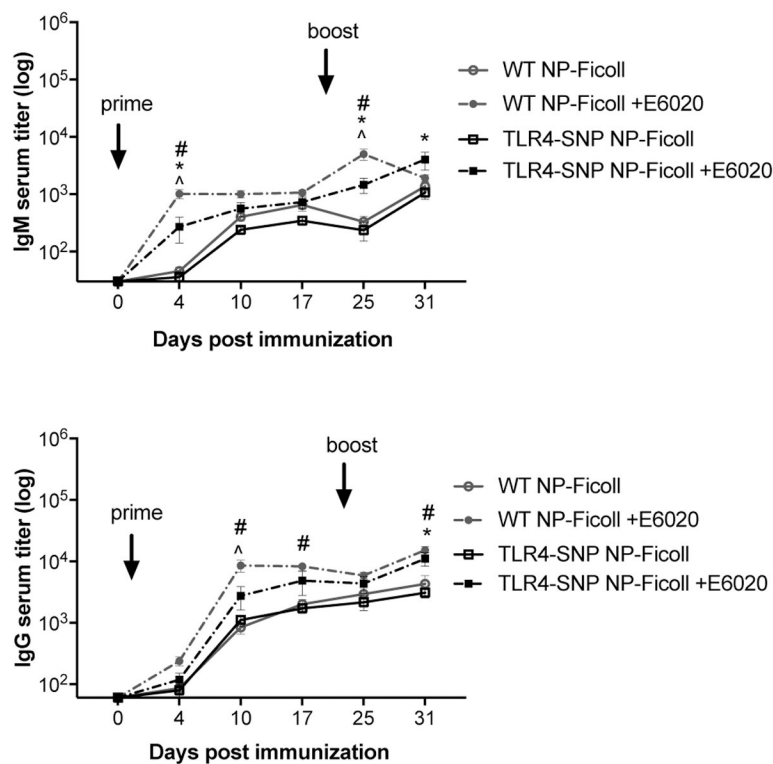 10^6
boost
10^5
WT NP-Ficoll
prime
#
WT NP-Ficoll +E6020
10^4
#
*
^
*
TLR4-SNP NP-Ficoll
*
^
TLR4-SNP NP-Ficoll +E6020
10^3
10^2
IgM serum titer (log)
0 4 10 17 25 31
Days post immunization
10^6
boost
10^5
prime
WT NP-Ficoll
# # #
WT NP-Ficoll +E6020
^ *
10^4
TLR4-SNP NP-Ficoll
TLR4-SNP NP-Ficoll +E6020
10^3
10^2
IgG serum titer (log)
0 4 10 17 25 31
Days post immunization